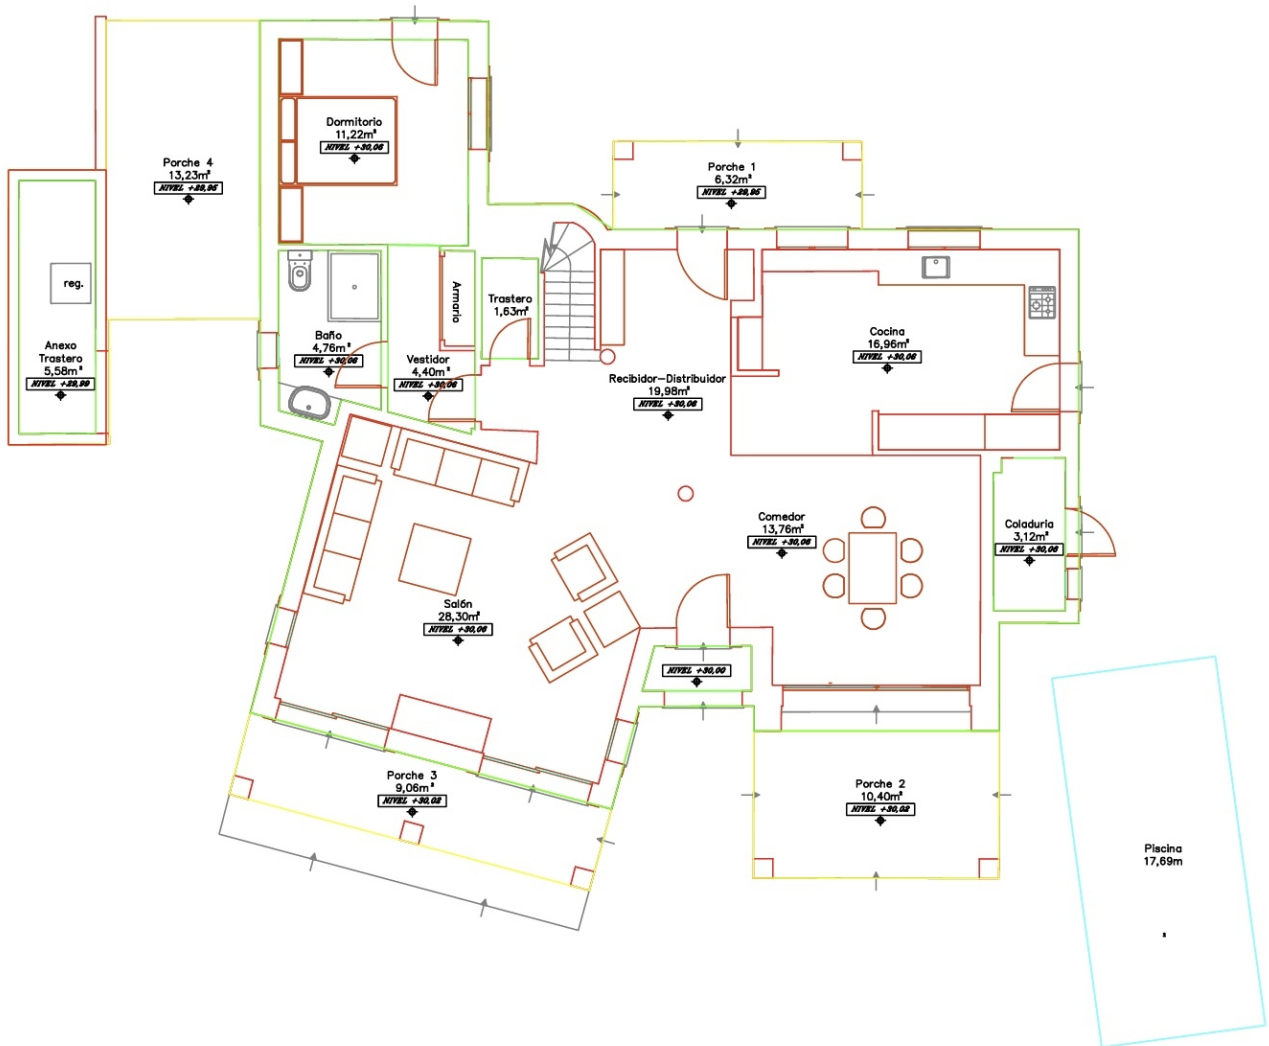 Dormitorio
11,22m²
NIVEL +30,06
Porche 4
13,23m²
NIVEL +29,95
Porche 1
6,32m²
NIVEL +29,95
reg.
Anexo
Trastero
5,58m²
NIVEL +29,99
Armario
Trastero
1,63m²
Baño
4,76m²
NIVEL +30,06
Vestidor
4,40m²
NIVEL +30,06
Recibidor-Distribuidor
19,98m²
NIVEL +30,06
Cocina
16,96m²
NIVEL +30,06
Comedor
13,76m²
NIVEL +30,06
Coladuria
3,12m²
NIVEL +30,06
Salón
28,30m²
NIVEL +30,06
NIVEL +30,00
Porche 3
9,06m²
NIVEL +30,02
Porche 2
10,40m²
NIVEL +30,02
Piscina
17,69m
²